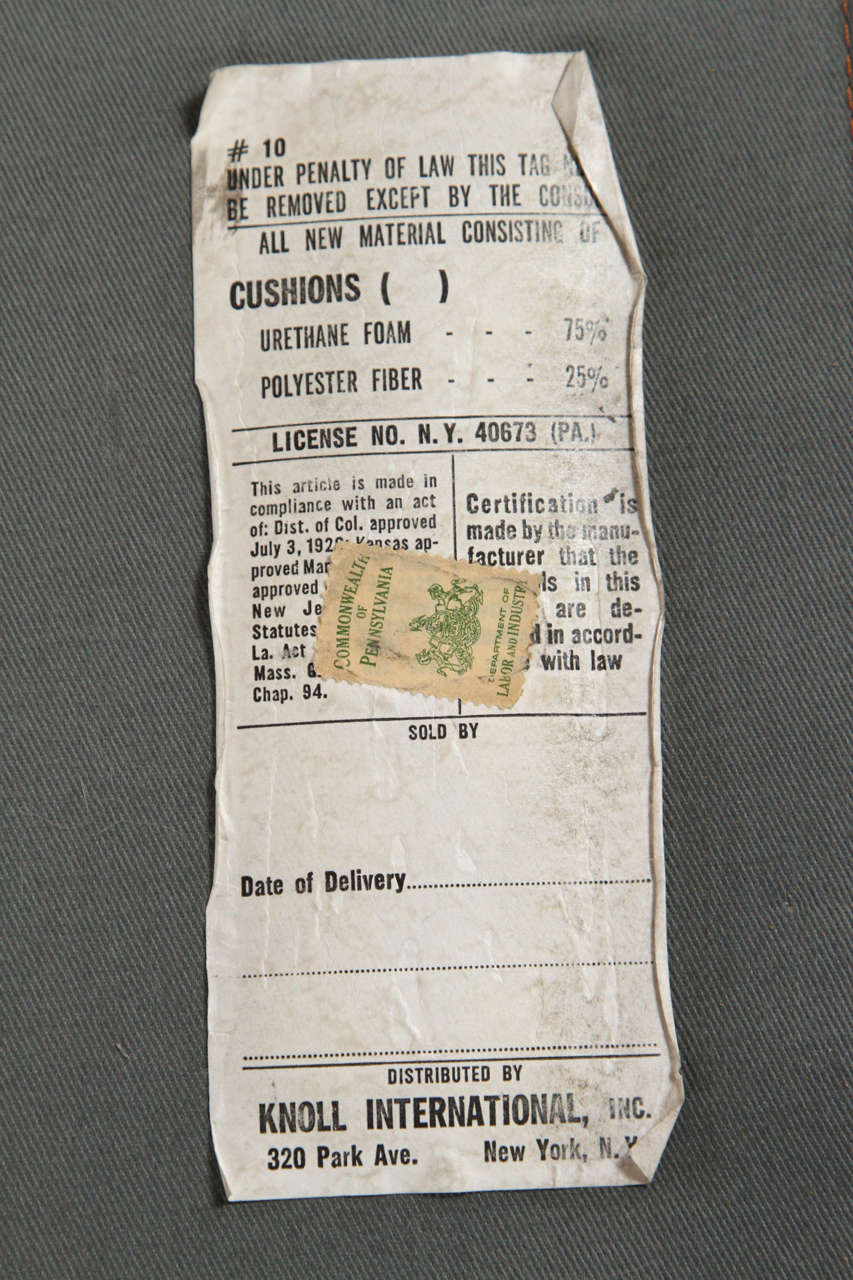 # 10
UNDER PENALTY OF LAW THIS TAG
BE REMOVED EXCEPT BY THE
ALL NEW MATERIAL CONSISTING OF
CUSHIONS ( )
URETHANE FOAM - - - 75%
POLYESTER FIBER - - - 25%
LICENSE NO. N.Y. 40673 (PA.)
This article is made in
compliance with an act
of: Dist. of Col. approved
July 3, 1926; Kansas ap-
proved Mar
approved
New Je
Statutes
La. Act
Mass. G.
Chap. 94.
Certification is
made by the manu-
facturer that the
ls in this
are de-
d in accord-
with law
COMMONWEALTH
OF
PENNSYLVANIA
DEPARTMENT OF
LABOR AND INDUSTRY
SOLD BY
Date of Delivery
DISTRIBUTED BY
KNOLL INTERNATIONAL, INC.
320 Park Ave. New York, N.Y